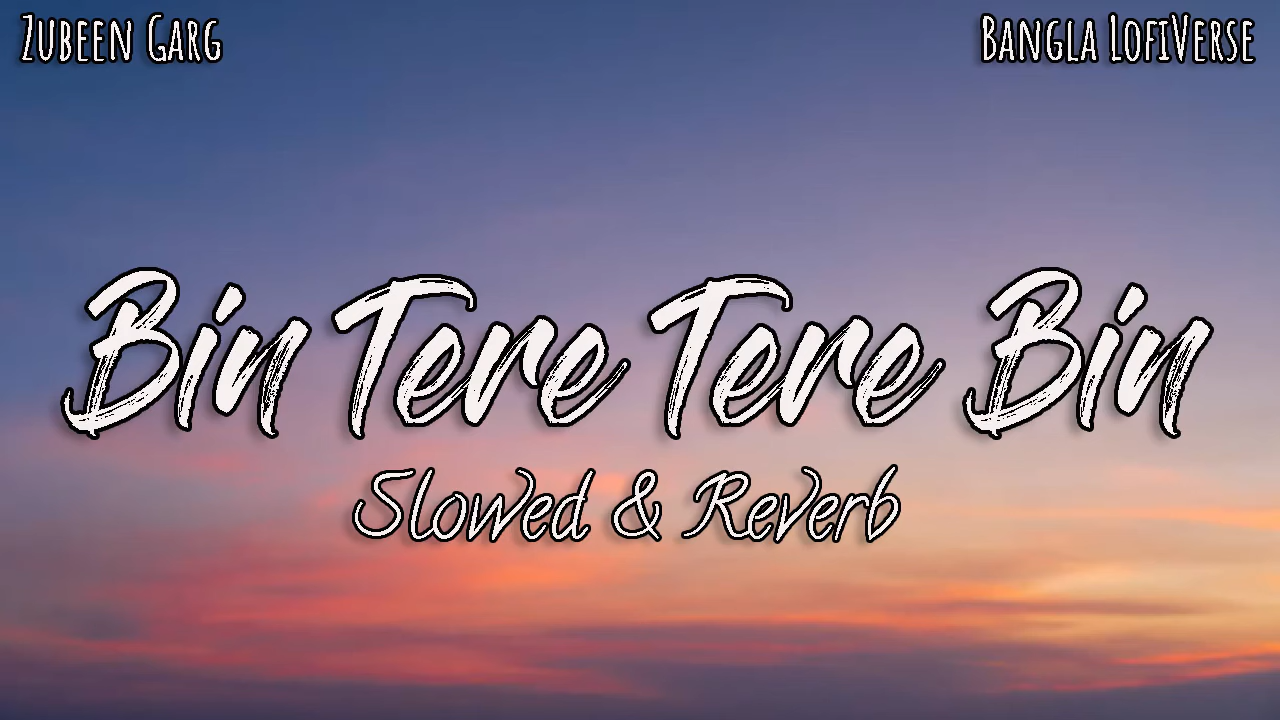 Zubeen Garg
Bangla LofiVerse
Bin Tere Tere Bin
Slowed & Reverb